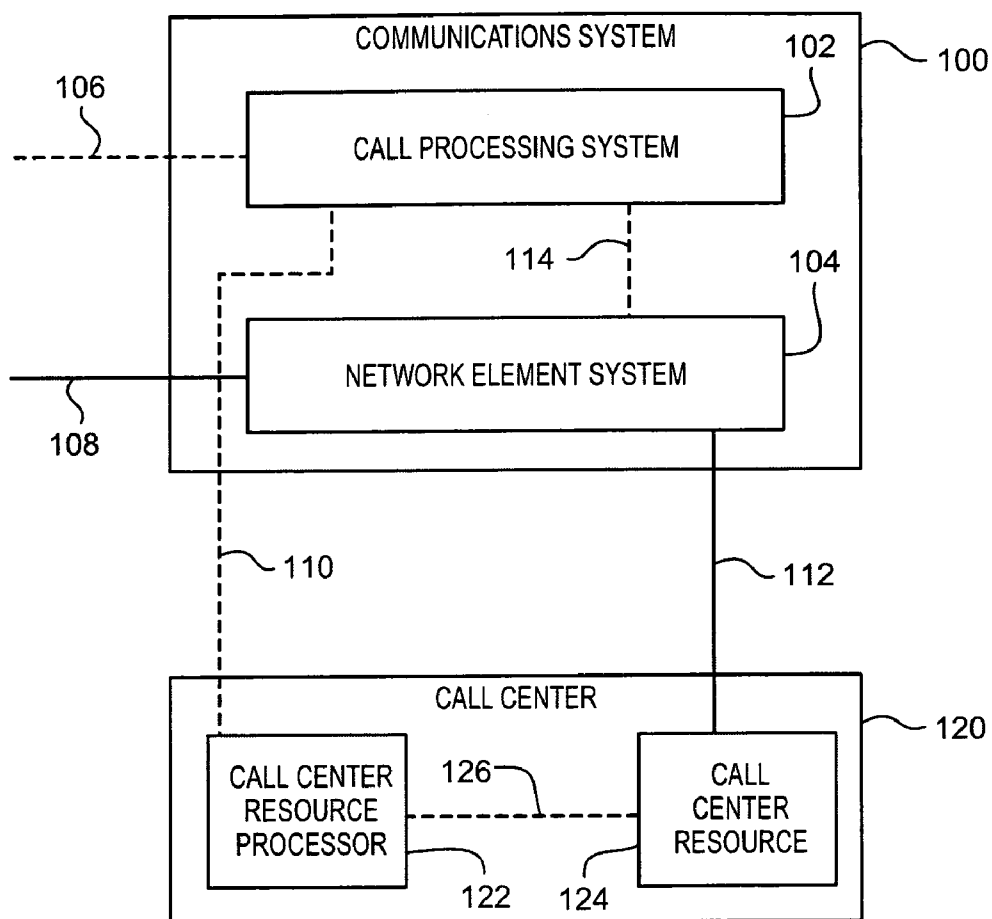 COMMUNICATIONS SYSTEM
100
102
106
CALL PROCESSING SYSTEM
114
104
NETWORK ELEMENT SYSTEM
108
110
112
CALL CENTER
120
CALL CENTER
RESOURCE
PROCESSOR
126
CALL
CENTER
RESOURCE
122
124